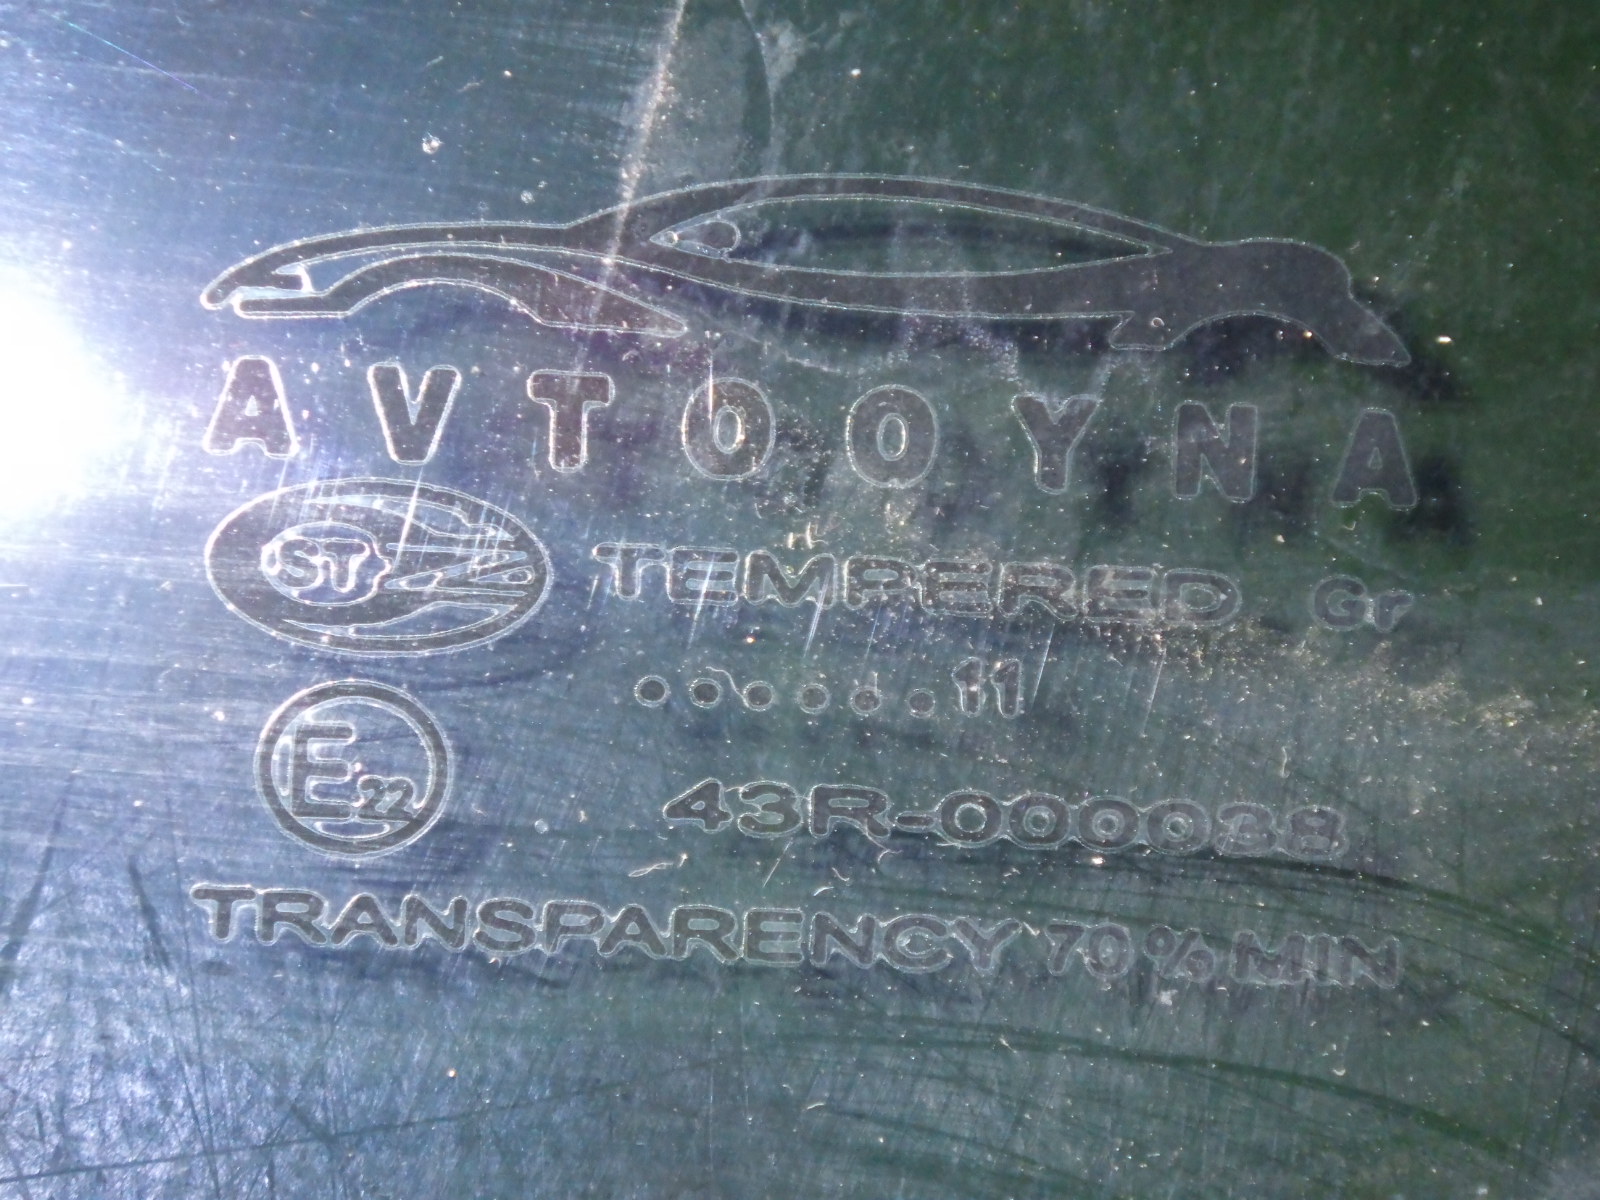 AVTOOYNA
ST TEMPERED Gr
......11
E22 43R-000038
TRANSPARENCY 70% MIN